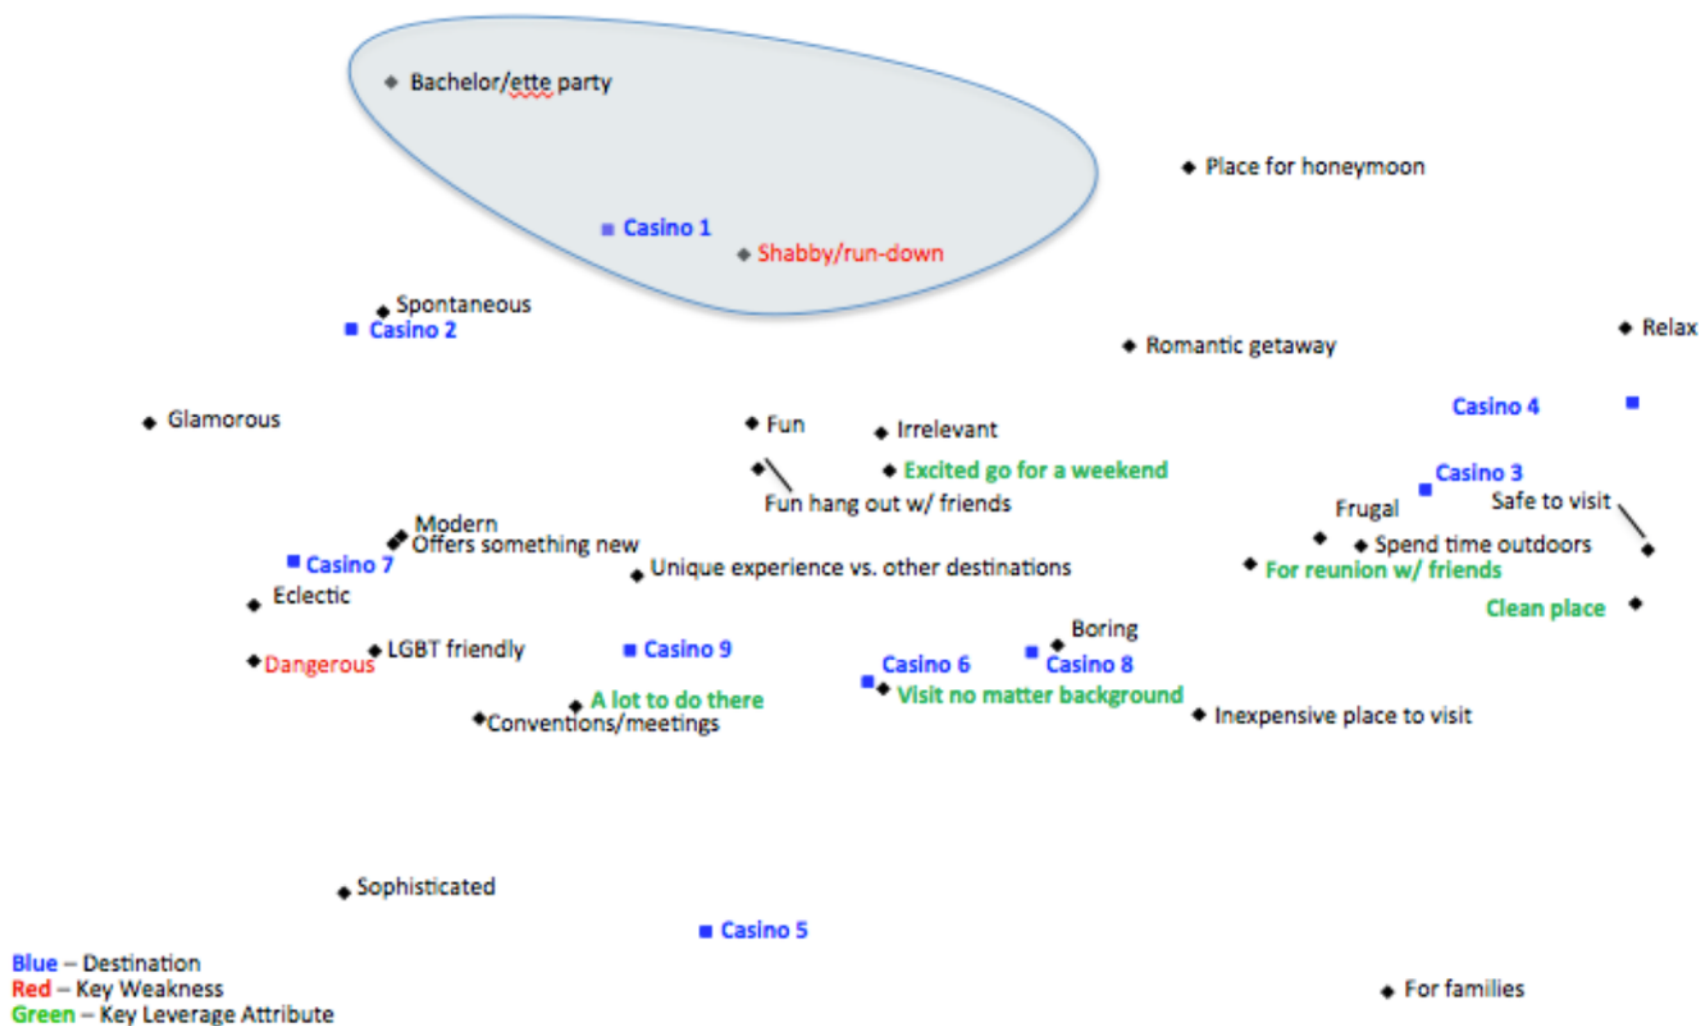 Bachelor/ette party
Place for honeymoon
Casino 1
Shabby/run-down
Spontaneous
Casino 2
Relax
Romantic getaway
Casino 4
Glamorous
Fun
Irrelevant
Excited go for a weekend
Casino 3
Fun hang out w/ friends
Safe to visit
Frugal
Modern
Offers something new
Spend time outdoors
Casino 7
Unique experience vs. other destinations
For reunion w/ friends
Eclectic
Clean place
Boring
LGBT friendly
Casino 9
Dangerous
Casino 6
Casino 8
A lot to do there
Visit no matter background
Conventions/meetings
Inexpensive place to visit
Sophisticated
Casino 5
Blue – Destination
Red – Key Weakness
Green – Key Leverage Attribute
For families